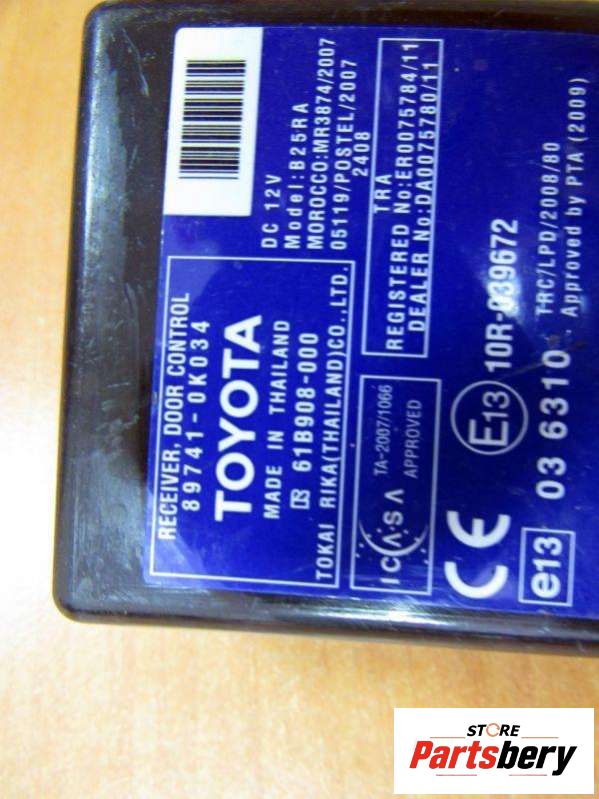 RECEIVER, DOOR CONTROL
89741-0K034
TOYOTA
MADE IN THAILAND
61B908-000
TOKAI RIKA(THAILAND)CO.,LTD.
DC 12V
Model:B25RA
MOROCCO:MR3874/2007
05119/POSTEL/2007
2408
ICASA
TA-2007/1066
APPROVED
TRA
REGISTERED No:ER0075784/11
DEALER No:DA0075780/11
CE
E13
10R-039672
e13
03 6310
TRC/LPD/2008/80
Approved by PTA (2009)
STORE
Partsbery